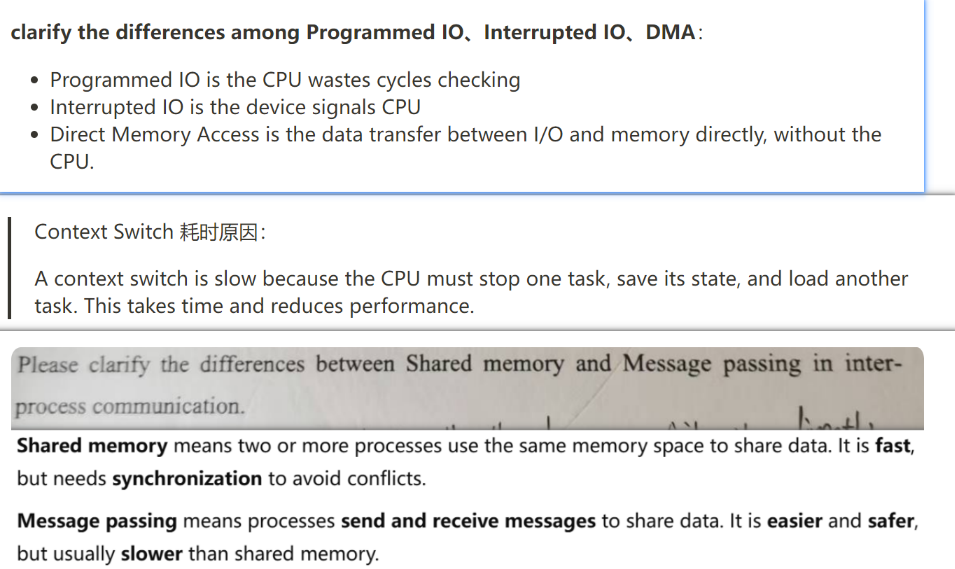 clarify the differences among Programmed IO、Interrupted IO、DMA：
• Programmed IO is the CPU wastes cycles checking
• Interrupted IO is the device signals CPU
• Direct Memory Access is the data transfer between I/O and memory directly, without the
CPU.
Context Switch 耗时原因：
A context switch is slow because the CPU must stop one task, save its state, and load another
task. This takes time and reduces performance.
Please clarify the differences between Shared memory and Message passing in inter-
process communication.
Shared memory means two or more processes use the same memory space to share data. It is fast,
but needs synchronization to avoid conflicts.
Message passing means processes send and receive messages to share data. It is easier and safer,
but usually slower than shared memory.